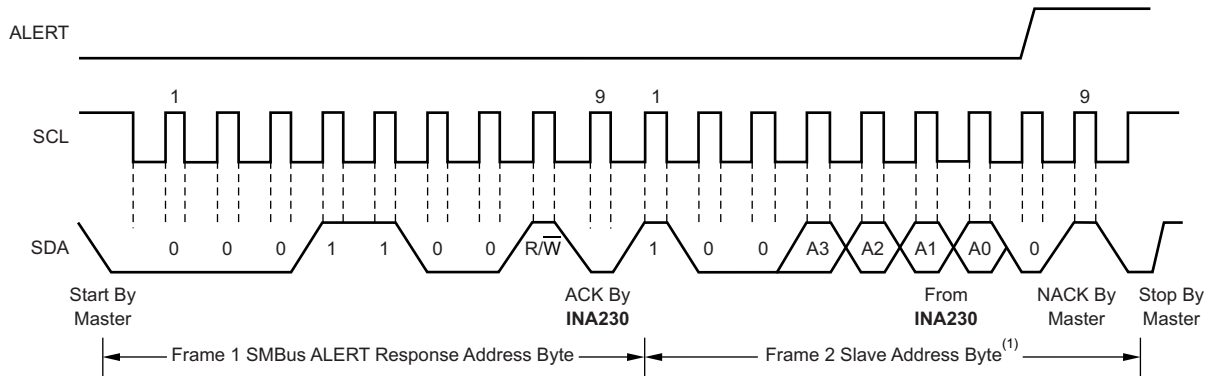 ALERT
1 9 1 9
SCL
SDA 0 0 0 1 1 0 0 R/W̅ 1 0 0 A3 A2 A1 A0 0
Start By Master
ACK By INA230
From INA230
NACK By Master
Stop By Master
Frame 1 SMBus ALERT Response Address Byte
Frame 2 Slave Address Byte(1)